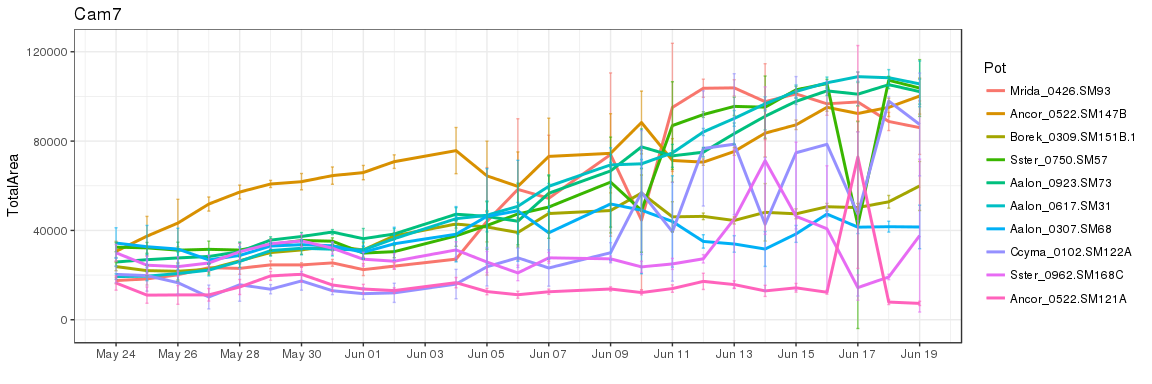 Cam7
TotalArea
120000
80000
40000
0
May 24 May 26 May 28 May 30 Jun 01 Jun 03 Jun 05 Jun 07 Jun 09 Jun 11 Jun 13 Jun 15 Jun 17 Jun 19
Pot
Mrida_0426.SM93
Ancor_0522.SM147B
Borek_0309.SM151B.1
Sster_0750.SM57
Aalon_0923.SM73
Aalon_0617.SM31
Aalon_0307.SM68
Ccyma_0102.SM122A
Sster_0962.SM168C
Ancor_0522.SM121A